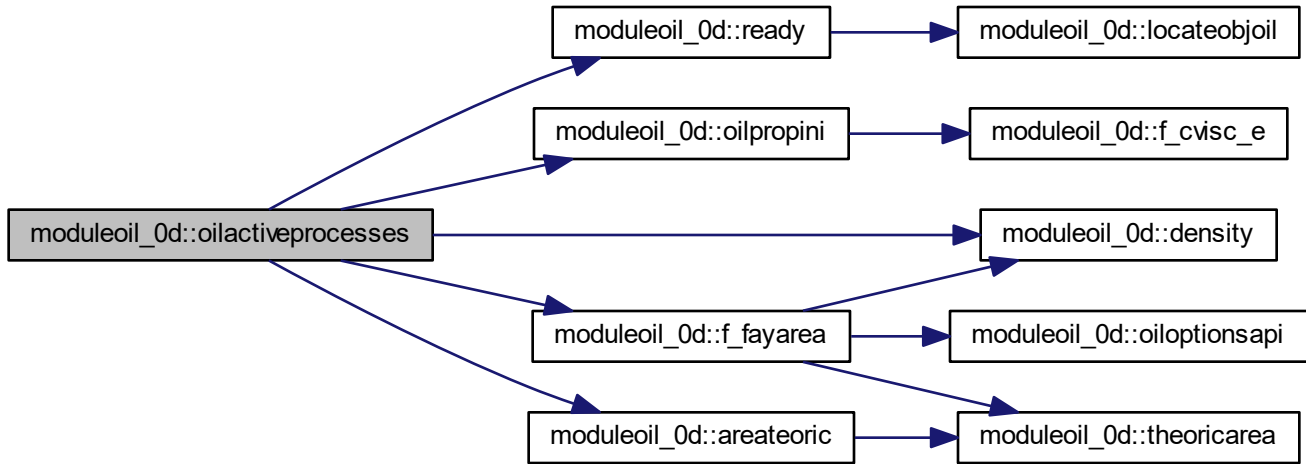 moduleoil_0d::ready
moduleoil_0d::locateobjoil
moduleoil_0d::oilpropini
moduleoil_0d::f_cvisc_e
moduleoil_0d::oilactiveprocesses
moduleoil_0d::density
moduleoil_0d::f_fayarea
moduleoil_0d::oiloptionsapi
moduleoil_0d::areateoric
moduleoil_0d::theoricarea